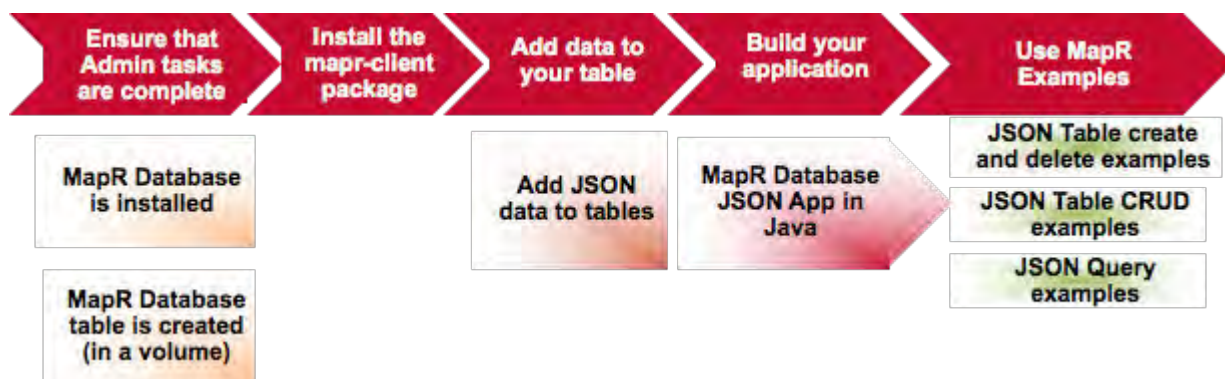 Ensure that
Admin tasks
are complete
Install the
mapr-client
package
Add data to
your table
Build your
application
Use MapR
Examples
MapR Database
is installed
MapR Database
table is created
(in a volume)
Add JSON
data to tables
MapR Database
JSON App in
Java
JSON Table create
and delete examples
JSON Table CRUD
examples
JSON Query
examples